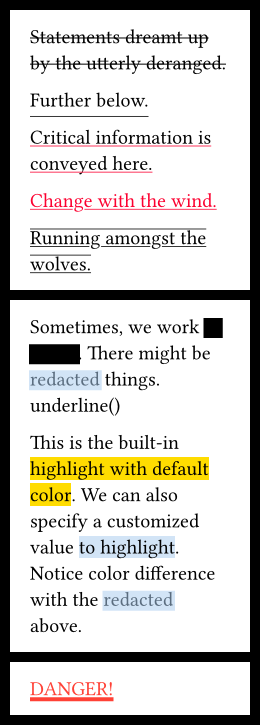 Statements dreamt up
by the utterly deranged.
Further below.
Critical information is
conveyed here.
Change with the wind.
Running amongst the
wolves.
Sometimes, we work
. There might be
redacted things.
underline()
This is the built-in
highlight with default
color. We can also
specify a customized
value to highlight.
Notice color difference
with the redacted
above.
DANGER!